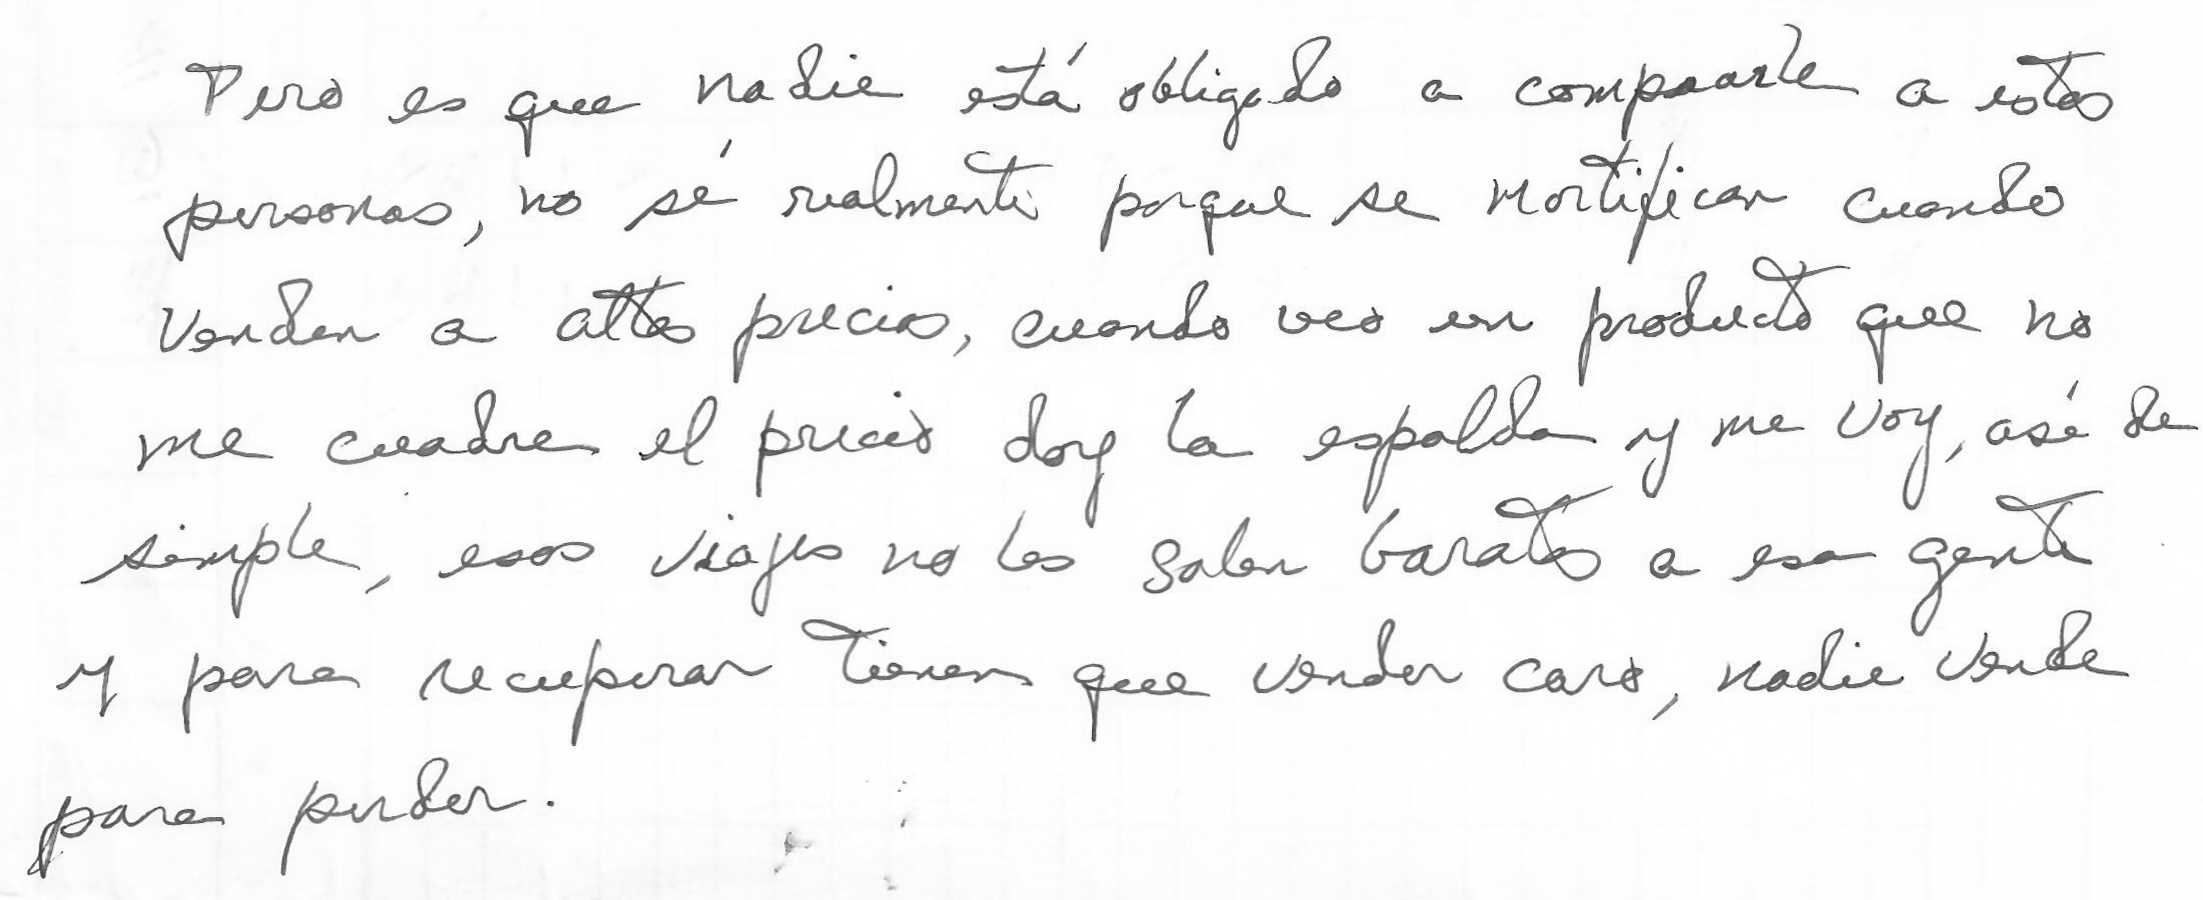 Pero es que nadie está obligado a comprarle a estas
personas, no sé realmente porque se mortifican cuando
venden a altos precios, cuando veo un producto que no
me cuadre el precio doy la espalda y me voy, así de
simple, esos viajes no les salen baratos a esa gente
y para recuperar tienen que vender caro, nadie vende
para perder.